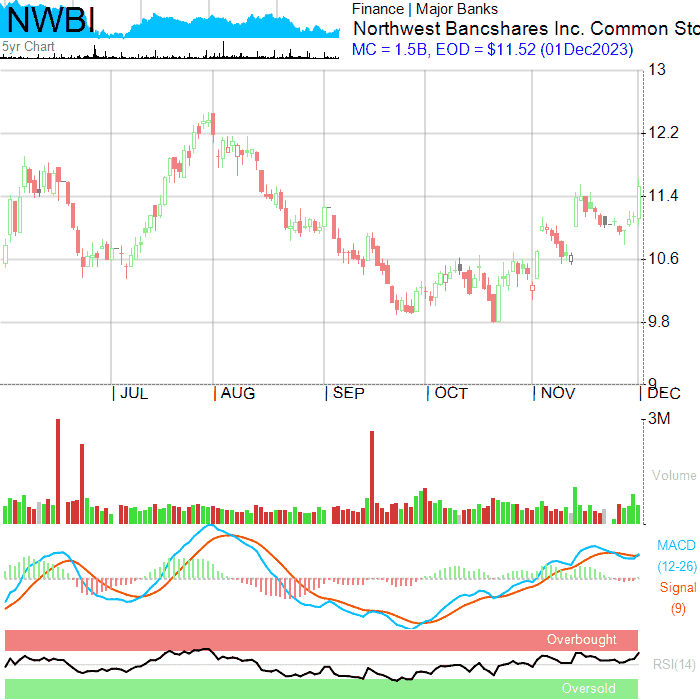 NWBI
Finance | Major Banks
Northwest Bancshares Inc. Common Sto
5yr Chart
MC = 1.5B, EOD = $11.52 (01Dec2023)
13
12.2
11.4
10.6
9.8
9
JUL AUG SEP OCT NOV DEC
3M
Volume
MACD
(12-26)
Signal
(9)
Overbought
RSI(14)
Oversold